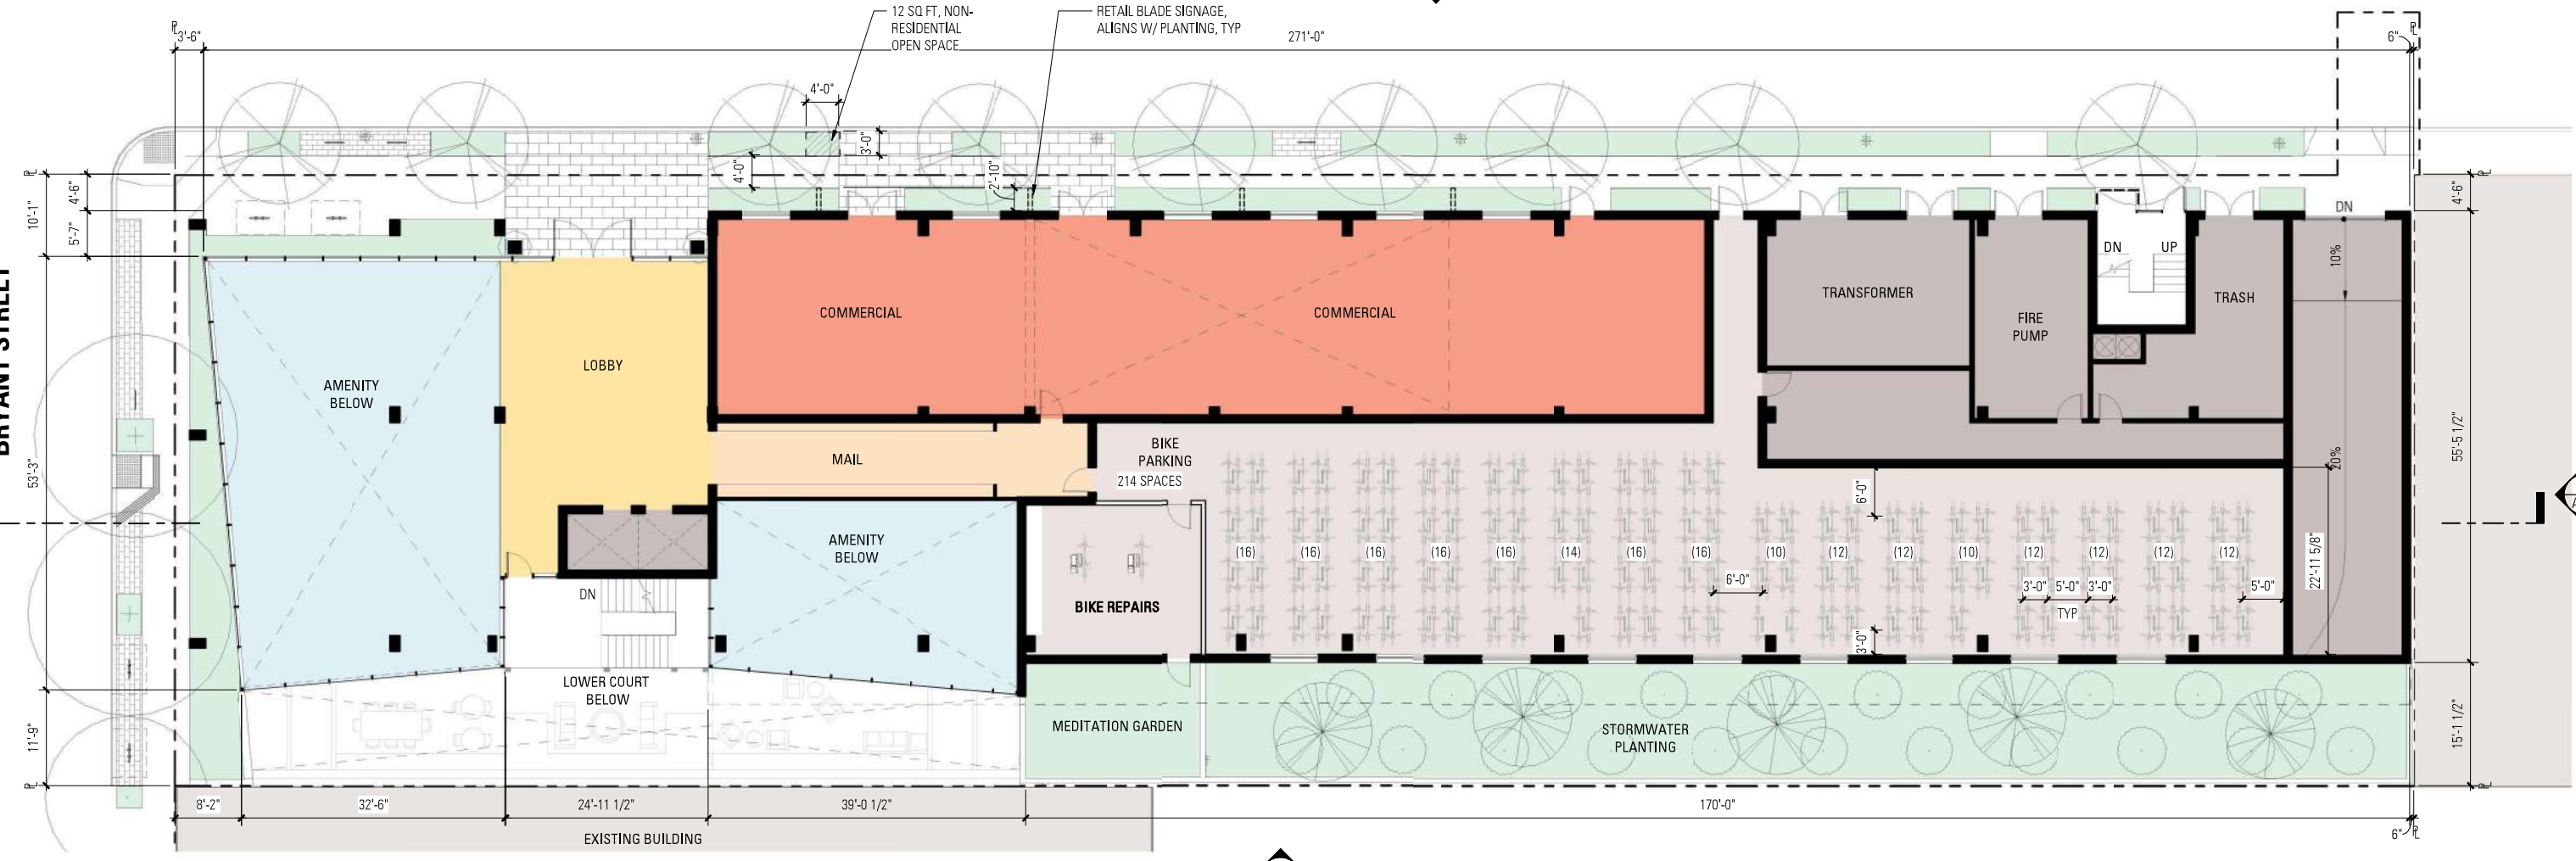 12 SQ FT, NON-
RESIDENTIAL
OPEN SPACE
RETAIL BLADE SIGNAGE,
ALIGNS W/ PLANTING, TYP
3'-6"
271'-0"
6"
4'-0"
3'-0"
4'-0"
2'-10"
4'-6"
10'-1"
5'-7"
4'-6"
DN
10%
DN
UP
TRANSFORMER
FIRE
PUMP
TRASH
COMMERCIAL
COMMERCIAL
LOBBY
AMENITY
BELOW
BRYANT STREET
53'-3"
55'-5 1/2"
BIKE
PARKING
214 SPACES
MAIL
20%
6'-0"
AMENITY
BELOW
(16)
(16)
(16)
(16)
(16)
(14)
(16)
(16)
(10)
(12)
(12)
(10)
(12)
(12)
(12)
(12)
22'-11 5/8"
6'-0"
3'-0"
5'-0"
3'-0"
TYP
5'-0"
3'-0"
DN
BIKE REPAIRS
LOWER COURT
BELOW
MEDITATION GARDEN
STORMWATER
PLANTING
11'-9"
15'-1 1/2"
8'-2"
32'-6"
24'-11 1/2"
39'-0 1/2"
170'-0"
6"
EXISTING BUILDING